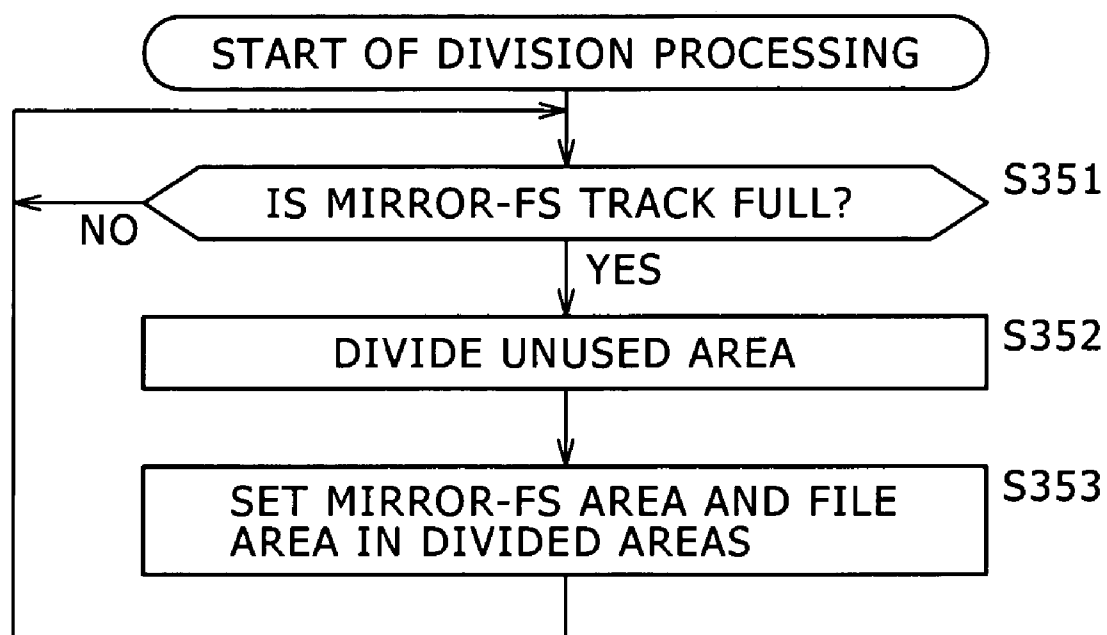 START OF DIVISION PROCESSING
S351
IS MIRROR-FS TRACK FULL?
NO
YES
S352
DIVIDE UNUSED AREA
S353
SET MIRROR-FS AREA AND FILE
AREA IN DIVIDED AREAS